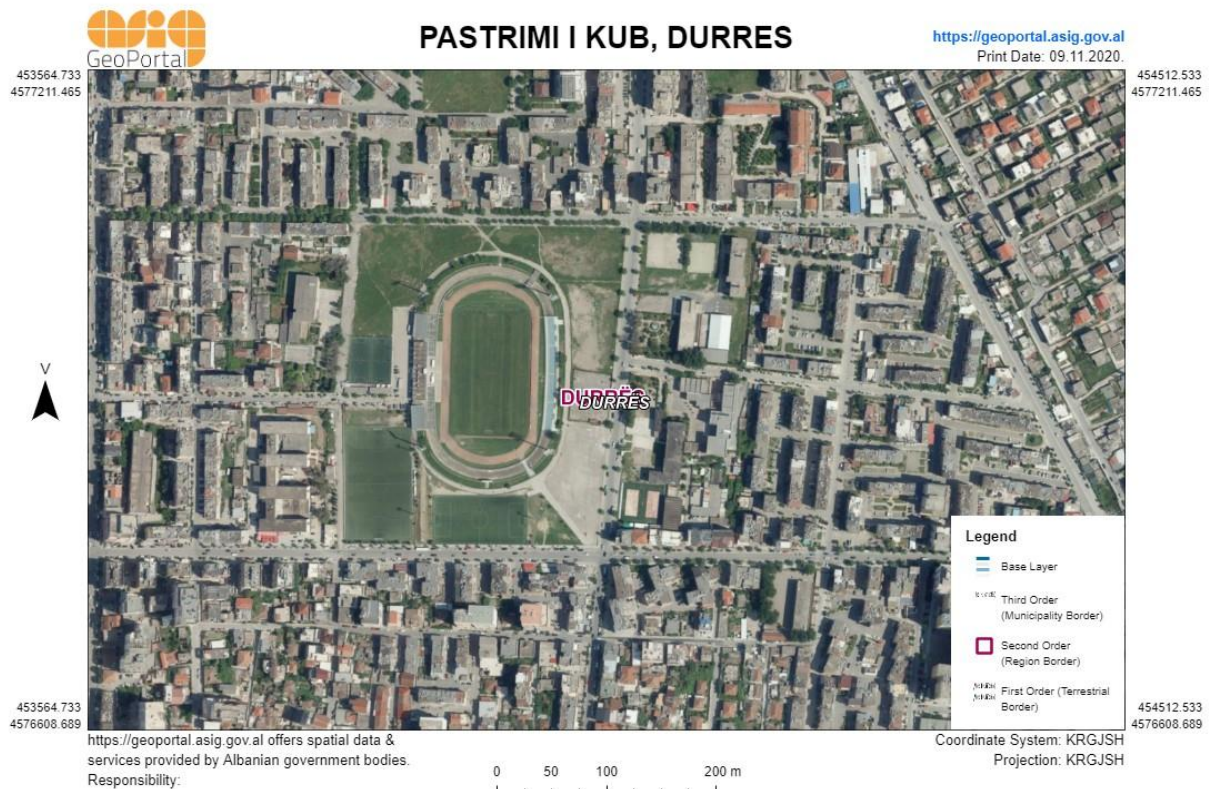 asig
GeoPortal
PASTRIMI I KUB, DURRES
https://geoportal.asig.gov.al
Print Date: 09.11.2020.
453564.733
4577211.465
454512.533
4577211.465
V
DURRËS
DURRËS
Legend
Base Layer
Third Order
(Municipality Border)
Second Order
(Region Border)
First Order (Terrestrial
Border)
453564.733
4576608.689
454512.533
4576608.689
https://geoportal.asig.gov.al offers spatial data &
services provided by Albanian government bodies.
Responsibility:
Coordinate System: KRGJSH
Projection: KRGJSH
0 50 100 200 m